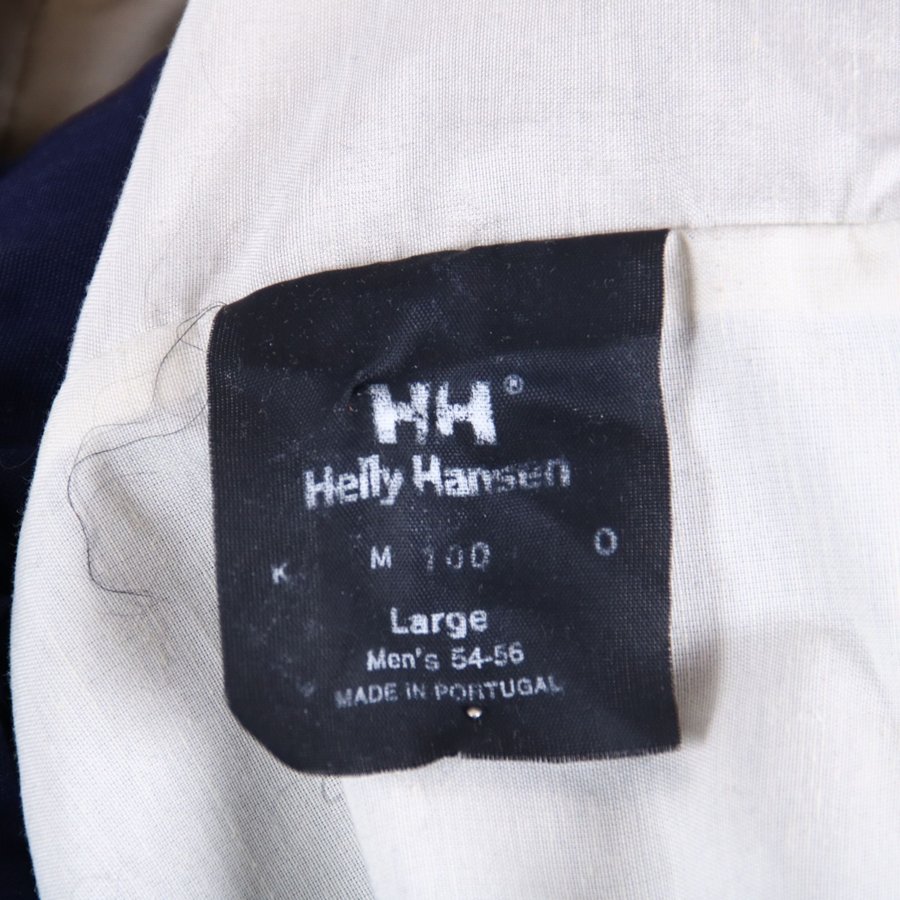 HH®
Helly Hansen
K M 100 O
Large
Men's 54-56
MADE IN PORTUGAL